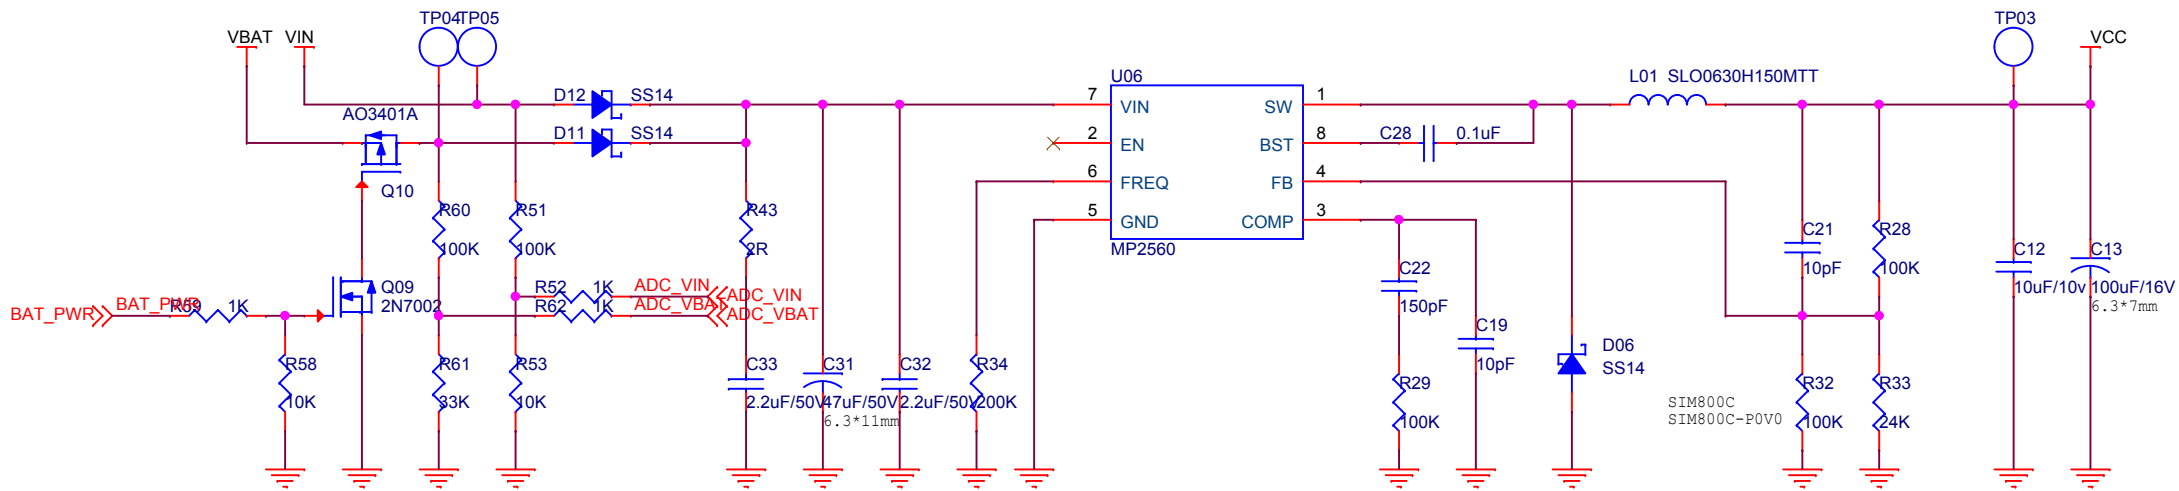 TP04
TP05
TP03
VBAT
VIN
VCC
U06
L01 SLO0630H150MTT
D12
SS14
7
VIN
SW
1
AO3401A
D11
SS14
2
EN
BST
8
C28
0.1uF
Q10
6
FREQ
FB
4
R60
100K
R51
100K
R43
2R
5
GND
COMP
3
MP2560
C21
10pF
R28
100K
C12
10uF/10v
C13
100uF/16V
6.3*7mm
C22
150pF
Q09
2N7002
R52
1K
ADC_VIN
ADC_VIN
R62
1K
ADC_VBAT
ADC_VBAT
BAT_PWR
BAT_PWR
R59
1K
C19
10pF
D06
SS14
R58
10K
R61
33K
R53
10K
C33
2.2uF/50V
C31
47uF/50V
6.3*11mm
C32
2.2uF/50V
R34
200K
R29
100K
SIM800C
SIM800C-P0V0
R32
100K
R33
24K